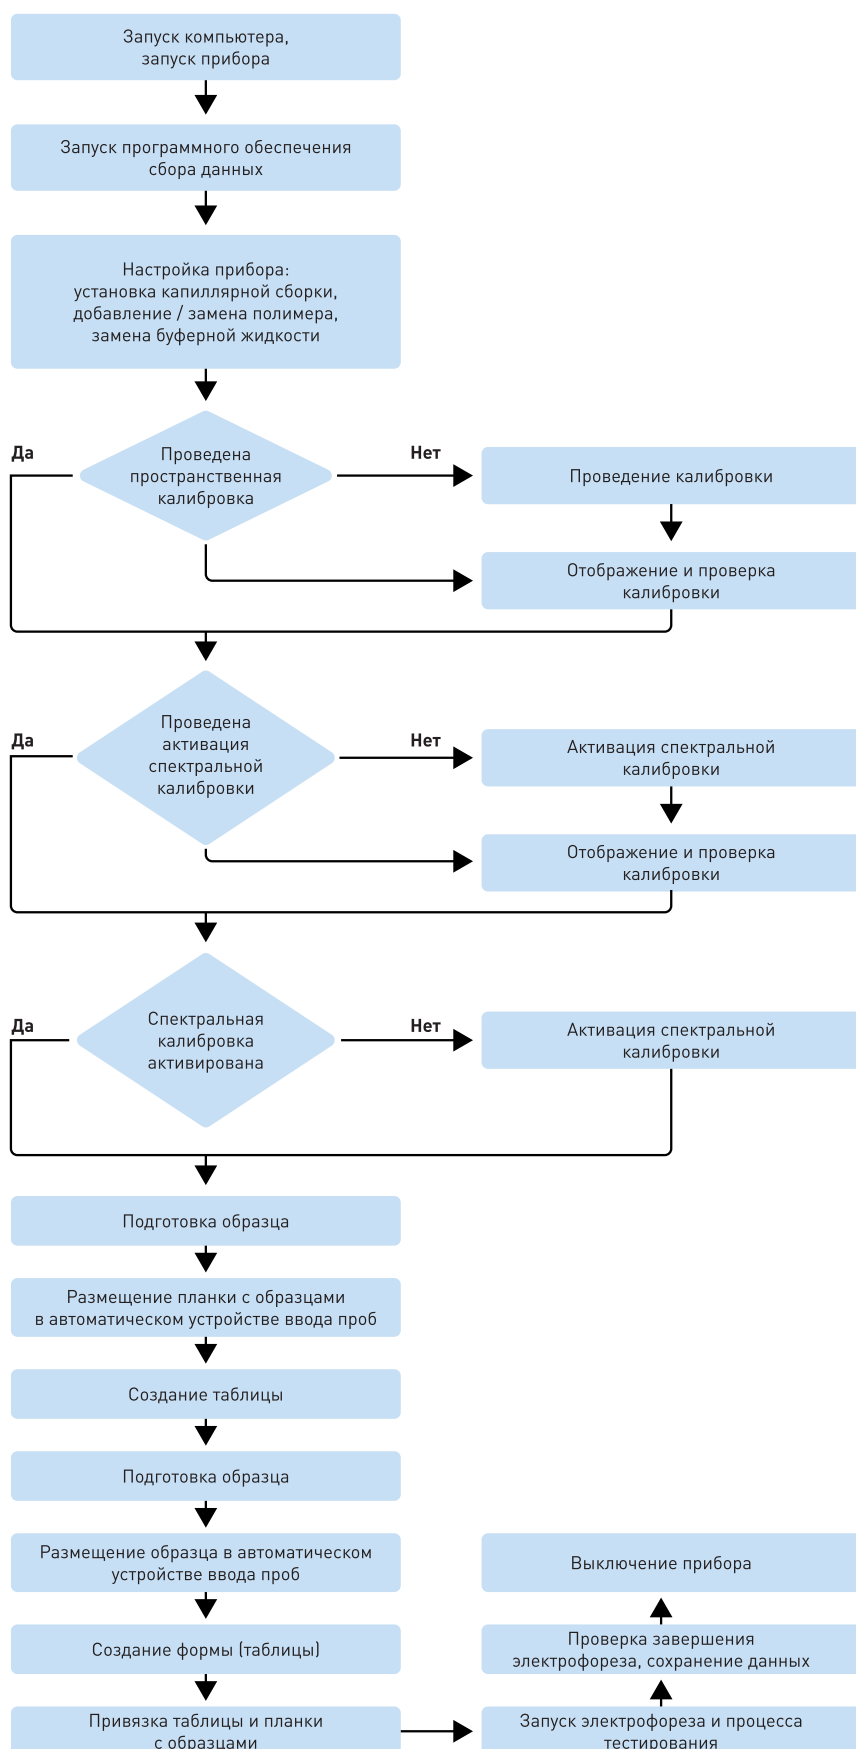 Запуск компьютера,
запуск прибора
Запуск программного обеспечения
сбора данных
Настройка прибора:
установка капиллярной сборки,
добавление / замена полимера,
замена буферной жидкости
Да
Проведена
пространственная
калибровка
Нет
Проведение калибровки
Отображение и проверка
калибровки
Да
Проведена
активация
спектральной
калибровки
Нет
Активация спектральной
калибровки
Отображение и проверка
калибровки
Да
Спектральная
калибровка
активирована
Нет
Активация спектральной
калибровки
Подготовка образца
Размещение планки с образцами
в автоматическом устройстве ввода проб
Создание таблицы
Подготовка образца
Размещение образца в автоматическом
устройстве ввода проб
Создание формы (таблицы)
Привязка таблицы и планки
с образцами
Запуск электрофореза и процесса
тестирования
Проверка завершения
электрофореза, сохранение данных
Выключение прибора